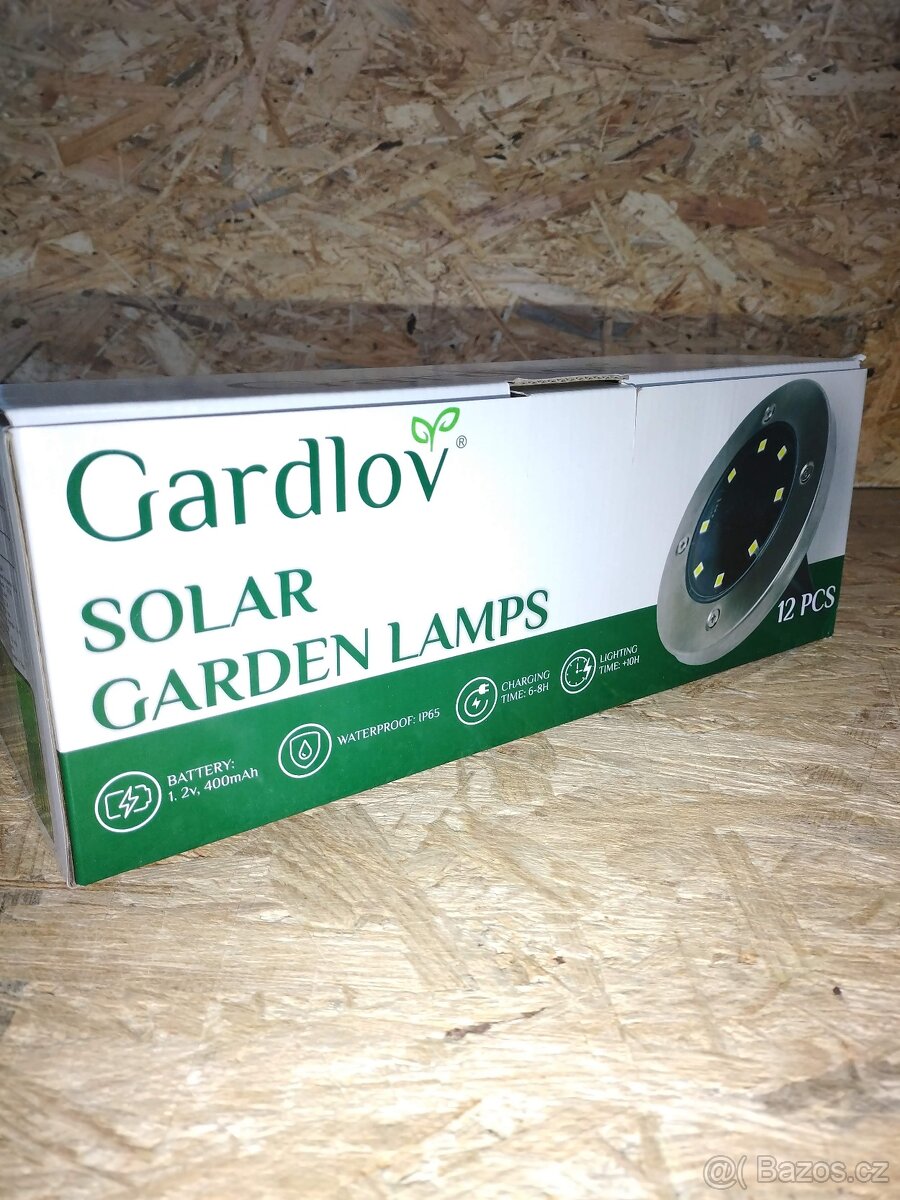 Gardlov®
SOLAR
GARDEN LAMPS
12 PCS
BATTERY:
1. 2v, 400mAh
WATERPROOF: IP65
CHARGING
TIME: 6-8H
LIGHTING
TIME: +10H
@( Bazos.cz